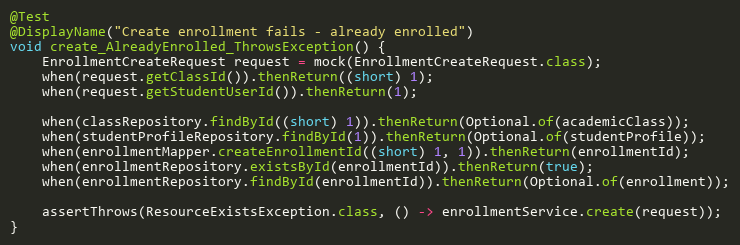 @Test
@DisplayName("Create enrollment fails - already enrolled")
void create_AlreadyEnrolled_ThrowsException() {
    EnrollmentCreateRequest request = mock(EnrollmentCreateRequest.class);
    when(request.getClassId()).thenReturn((short) 1);
    when(request.getStudentUserId()).thenReturn(1);

    when(classRepository.findById((short) 1)).thenReturn(Optional.of(academicClass));
    when(studentProfileRepository.findById(1)).thenReturn(Optional.of(studentProfile));
    when(enrollmentMapper.createEnrollmentId((short) 1, 1)).thenReturn(enrollmentId);
    when(enrollmentRepository.existsById(enrollmentId)).thenReturn(true);
    when(enrollmentRepository.findById(enrollmentId)).thenReturn(Optional.of(enrollment));

    assertThrows(ResourceExistsException.class, () -> enrollmentService.create(request));
}